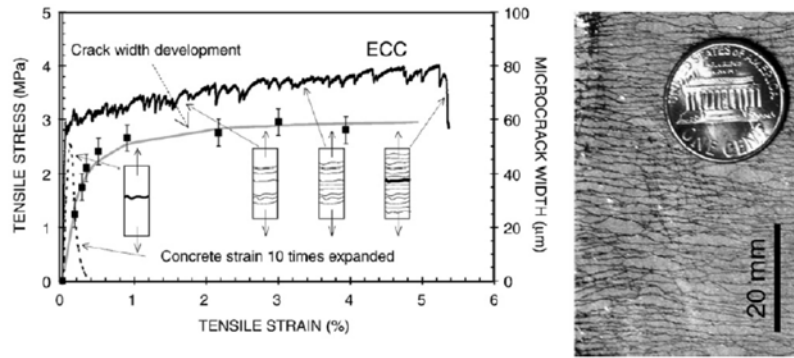 5
4
3
2
1
0
TENSILE STRESS (MPa)
Crack width development
ECC
Concrete strain 10 times expanded
0
1
2
3
4
5
6
TENSILE STRAIN (%)
100
80
60
40
20
0
MICROCRACK WIDTH (µm)
UNITED STATES OF AMERICA
ONE CENT
20 mm